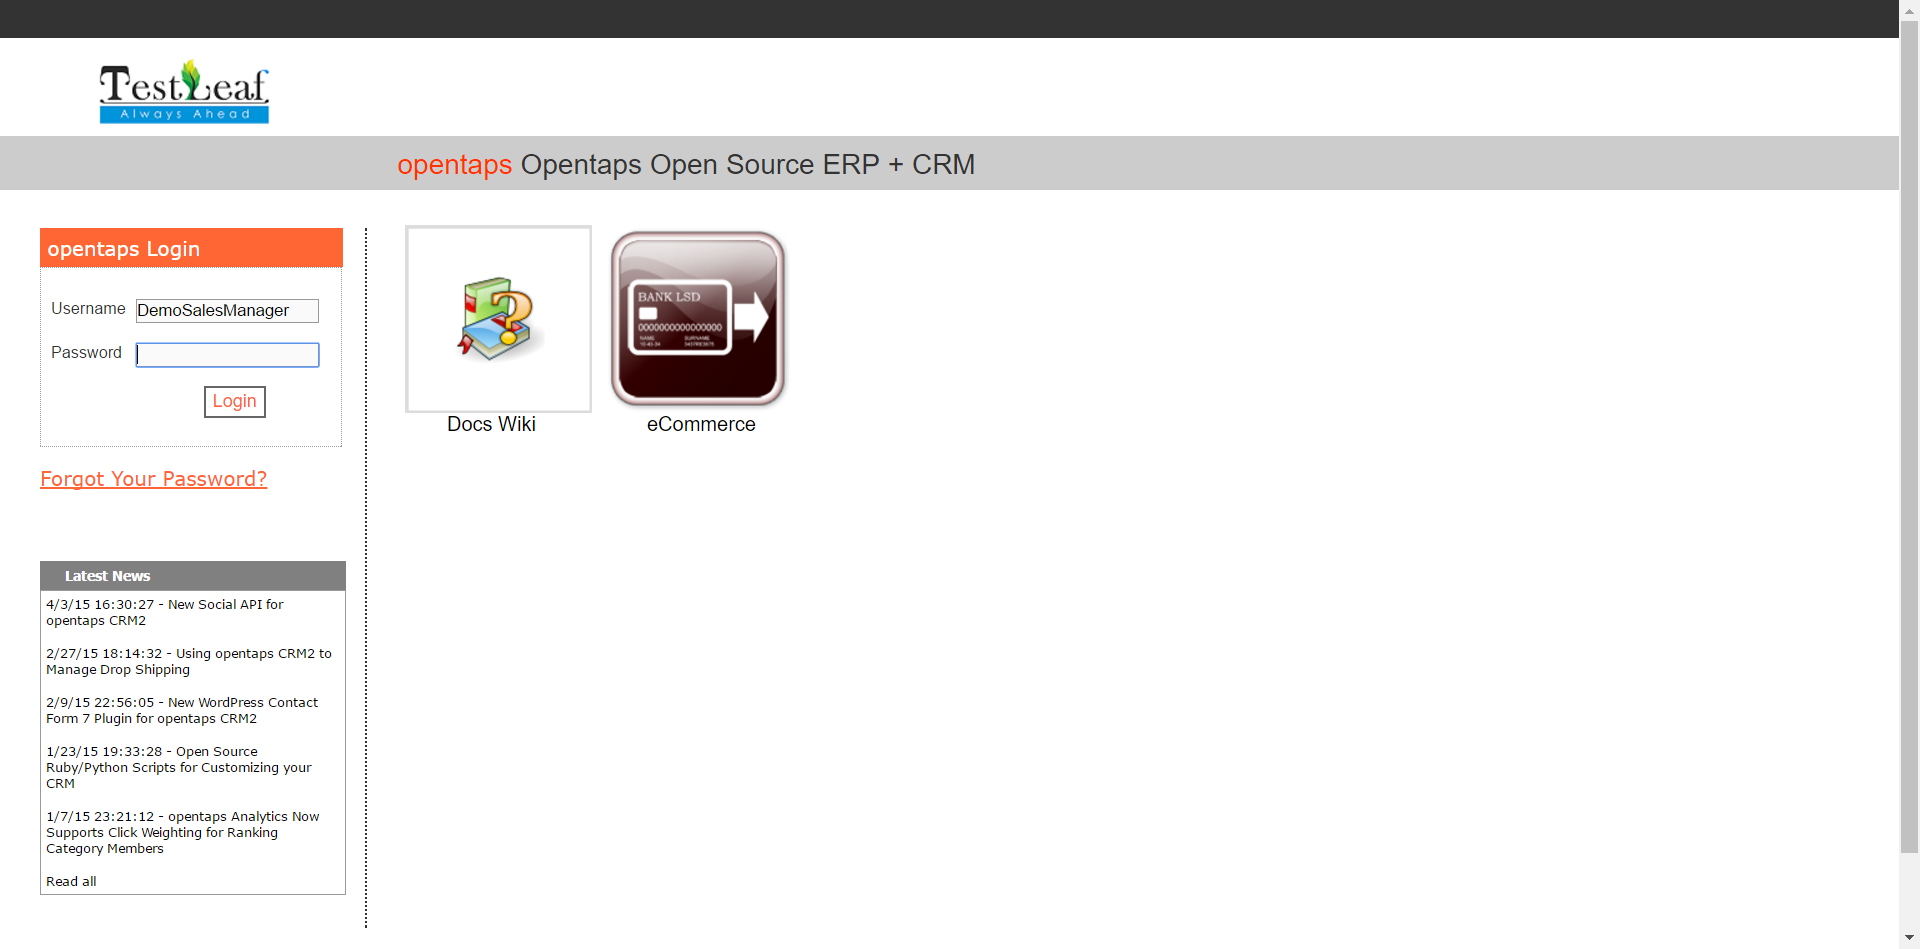 TestLeaf
Always Ahead
opentaps Opentaps Open Source ERP + CRM
opentaps Login
Username DemoSalesManager
Password
Login
Forgot Your Password?
BANK LSD
0000000000000000
NAME SURNAME
Docs Wiki eCommerce
Latest News
4/3/15 16:30:27 - New Social API for
opentaps CRM2
2/27/15 18:14:32 - Using opentaps CRM2 to
Manage Drop Shipping
2/9/15 22:56:05 - New WordPress Contact
Form 7 Plugin for opentaps CRM2
1/23/15 19:33:28 - Open Source
Ruby/Python Scripts for Customizing your
CRM
1/7/15 23:21:12 - opentaps Analytics Now
Supports Click Weighting for Ranking
Category Members
Read all